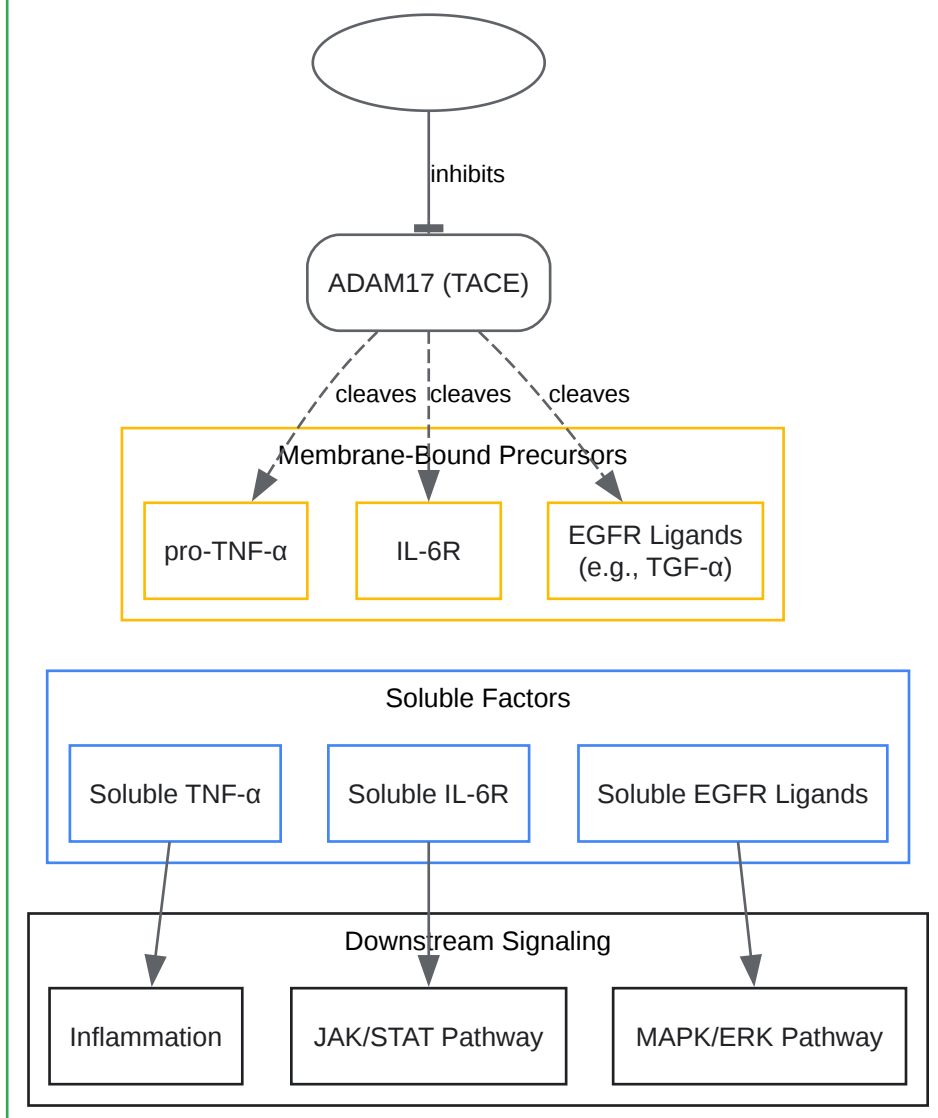 inhibits
ADAM17 (TACE)
cleaves cleaves cleaves
Membrane-Bound Precursors
pro-TNF-α
IL-6R
EGFR Ligands
(e.g., TGF-α)
Soluble Factors
Soluble TNF-α
Soluble IL-6R
Soluble EGFR Ligands
Downstream Signaling
Inflammation
JAK/STAT Pathway
MAPK/ERK Pathway